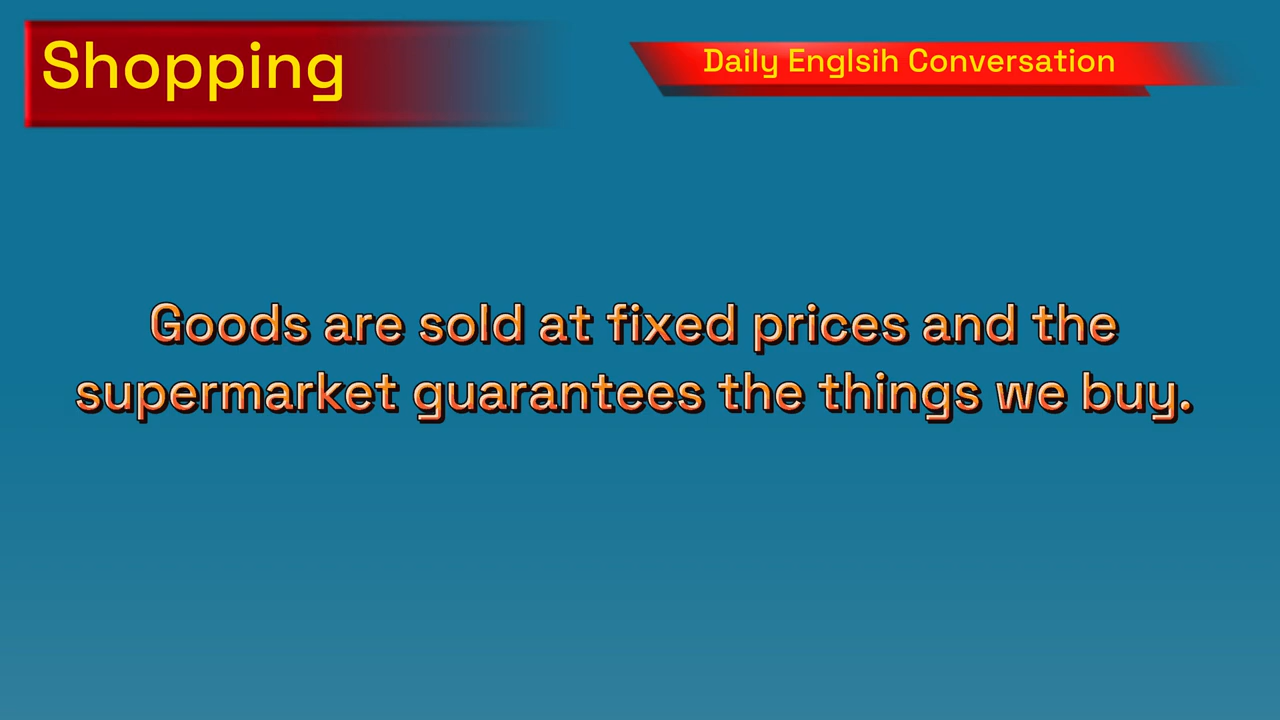 Shopping
Daily Englsih Conversation
Goods are sold at fixed prices and the
supermarket guarantees the things we buy.